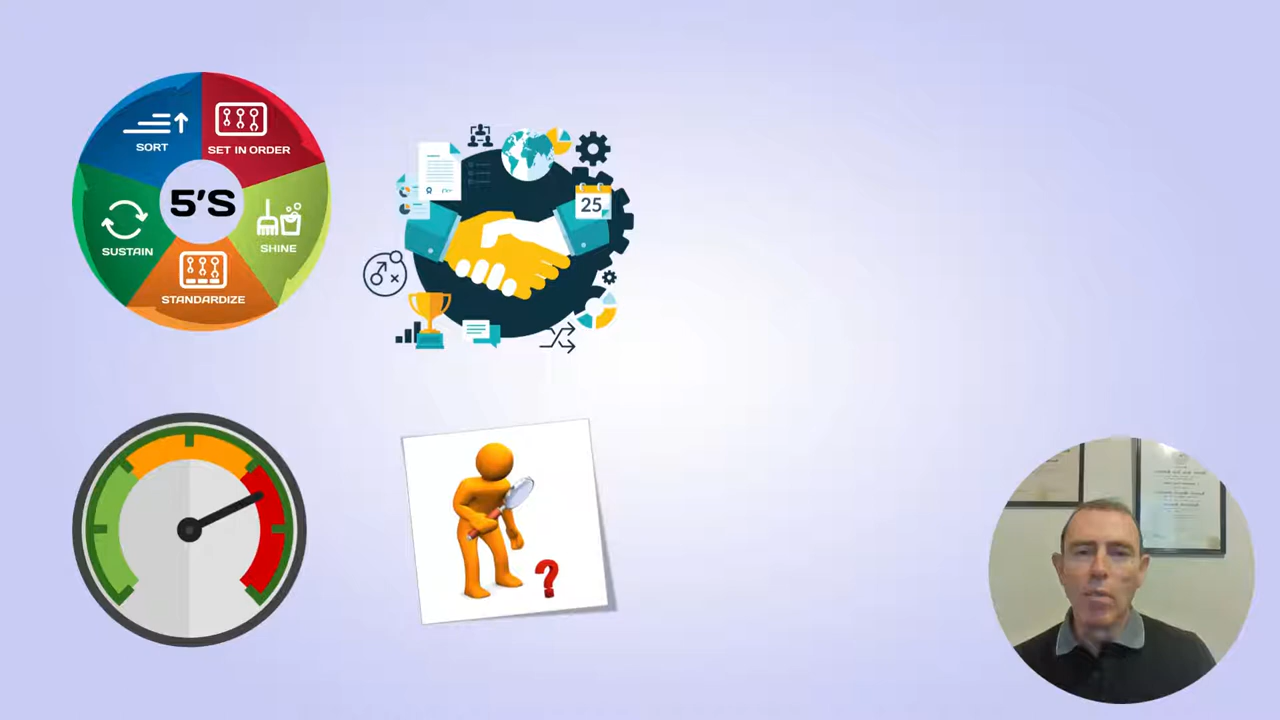 SORT
SET IN ORDER
5'S
SUSTAIN
SHINE
STANDARDIZE
25
?